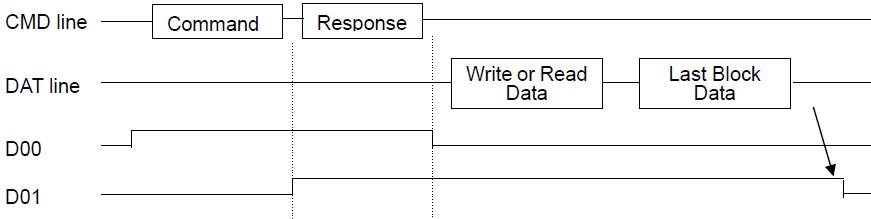 CMD line
Command
Response
DAT line
Write or Read
Data
Last Block
Data
D00
D01